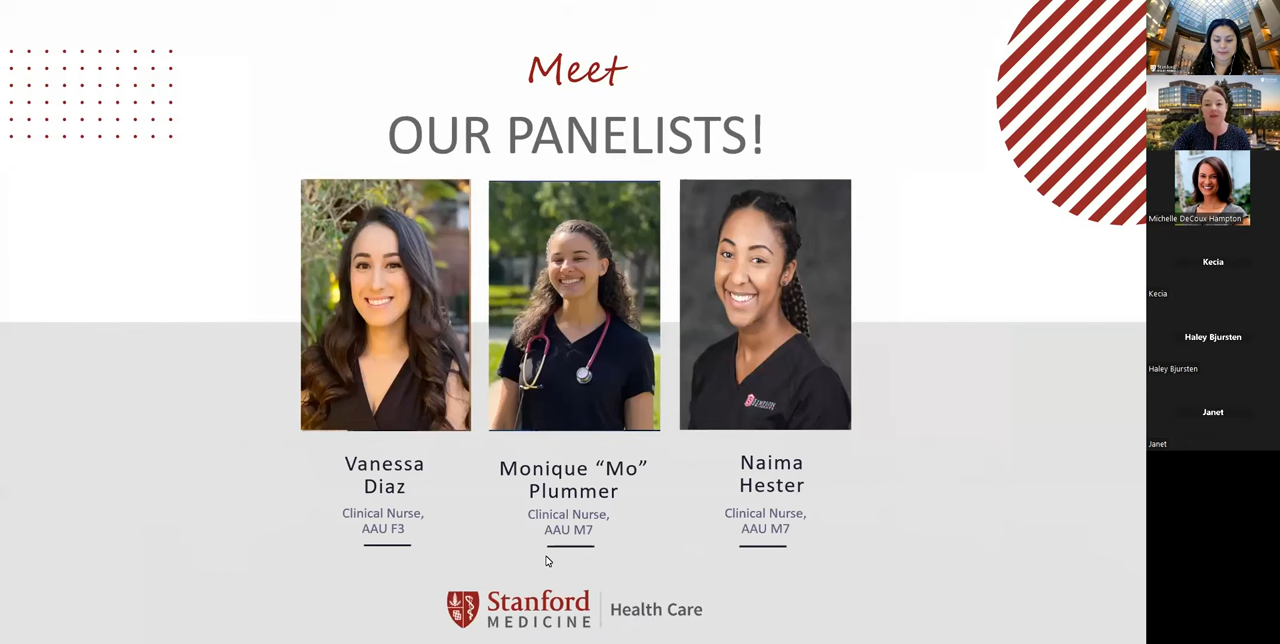 Meet
OUR PANELISTS!
Vanessa
Diaz
Clinical Nurse,
AAU F3
Monique “Mo”
Plummer
Clinical Nurse,
AAU M7
Naima
Hester
Clinical Nurse,
AAU M7
Stanford
MEDICINE
Health Care
Stanford
Michelle DeCoux Hampton
Kecia
Kecia
Haley Bjursten
Haley Bjursten
Janet
Janet